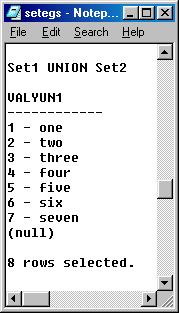 setegs - Notep...
File Edit Search Help
Set1 UNION Set2
VALYUN1
------------
1 - one
2 - two
3 - three
4 - four
5 - five
6 - six
7 - seven
(null)
8 rows selected.